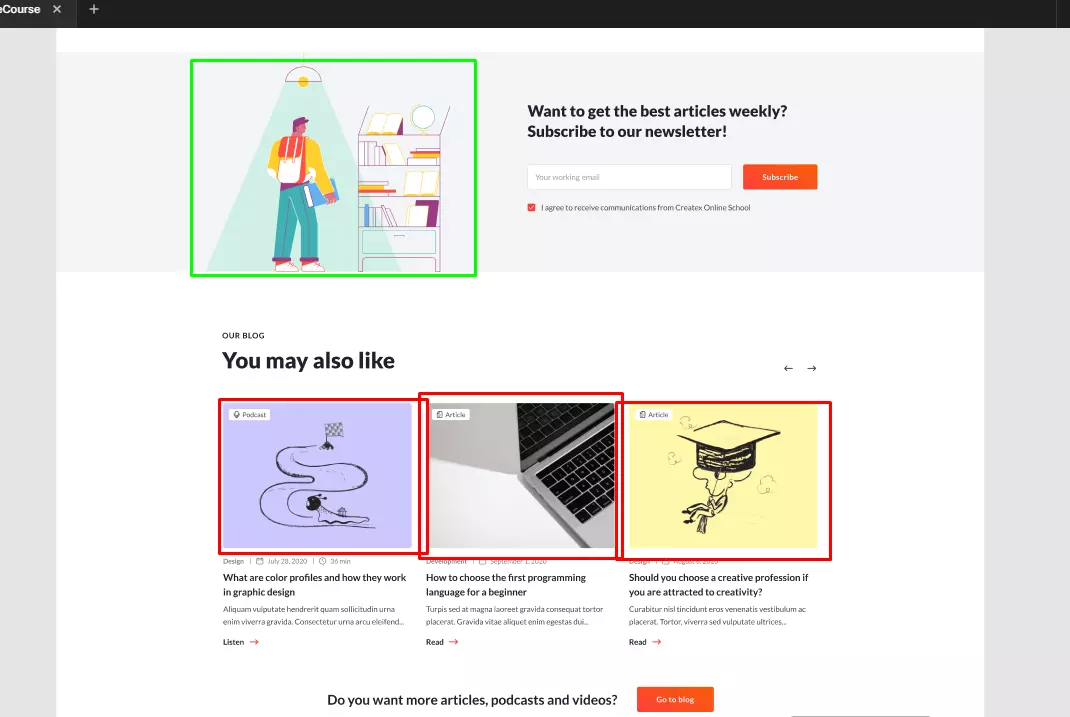 eCourse
Want to get the best articles weekly?
Subscribe to our newsletter!
Your working email
Subscribe
I agree to receive communications from Createx Online School
OUR BLOG
You may also like
Podcast
Article
Article
Design | July 28, 2020 | 36 min
Development | September 1, 2020
Design | August 8, 2020
What are color profiles and how they work
in graphic design
How to choose the first programming
language for a beginner
Should you choose a creative profession if
you are attracted to creativity?
Aliquam vulputate hendrerit quam sollicitudin urna
enim viverra gravida. Consectetur urna arcu eleifend...
Turpis sed at magna laoreet gravida consequat tortor
placerat. Gravida vitae aliquet enim egestas dui...
Curabitur nisl tincidunt eros venenatis vestibulum ac
placerat. Tortor, viverra sed vulputate ultrices...
Listen
Read
Read
Do you want more articles, podcasts and videos?
Go to blog